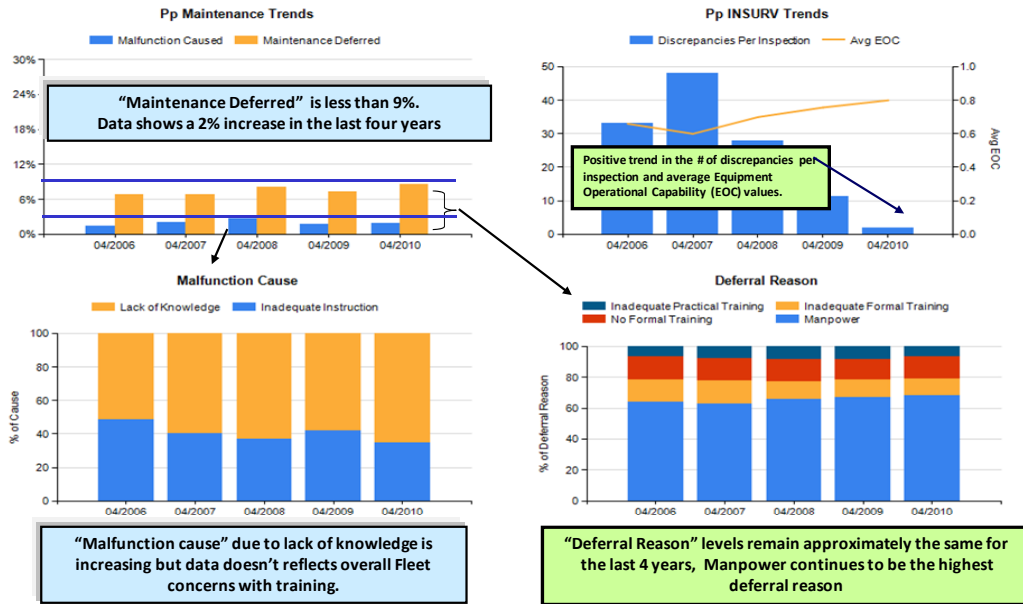 Pp Maintenance Trends
Malfunction Caused
Maintenance Deferred
30%
24%
18%
12%
6%
0%
“Maintenance Deferred” is less than 9%.
Data shows a 2% increase in the last four years
04/2006
04/2007
04/2008
04/2009
04/2010
Pp INSURV Trends
Discrepancies Per Inspection
Avg EOC
50
40
30
20
10
0
1.0
0.8
0.6
0.4
0.2
0.0
Avg EOC
Positive trend in the # of discrepancies per
inspection and average Equipment
Operational Capability (EOC) values.
04/2006
04/2007
04/2008
04/2009
04/2010
Malfunction Cause
Lack of Knowledge
Inadequate Instruction
% of Cause
100
80
60
40
20
0
04/2006
04/2007
04/2008
04/2009
04/2010
“Malfunction cause” due to lack of knowledge is
increasing but data doesn’t reflects overall Fleet
concerns with training.
Deferral Reason
Inadequate Practical Training
Inadequate Formal Training
No Formal Training
Manpower
% of Deferral Reason
100
80
60
40
20
0
04/2006
04/2007
04/2008
04/2009
04/2010
“Deferral Reason” levels remain approximately the same for
the last 4 years, Manpower continues to be the highest
deferral reason